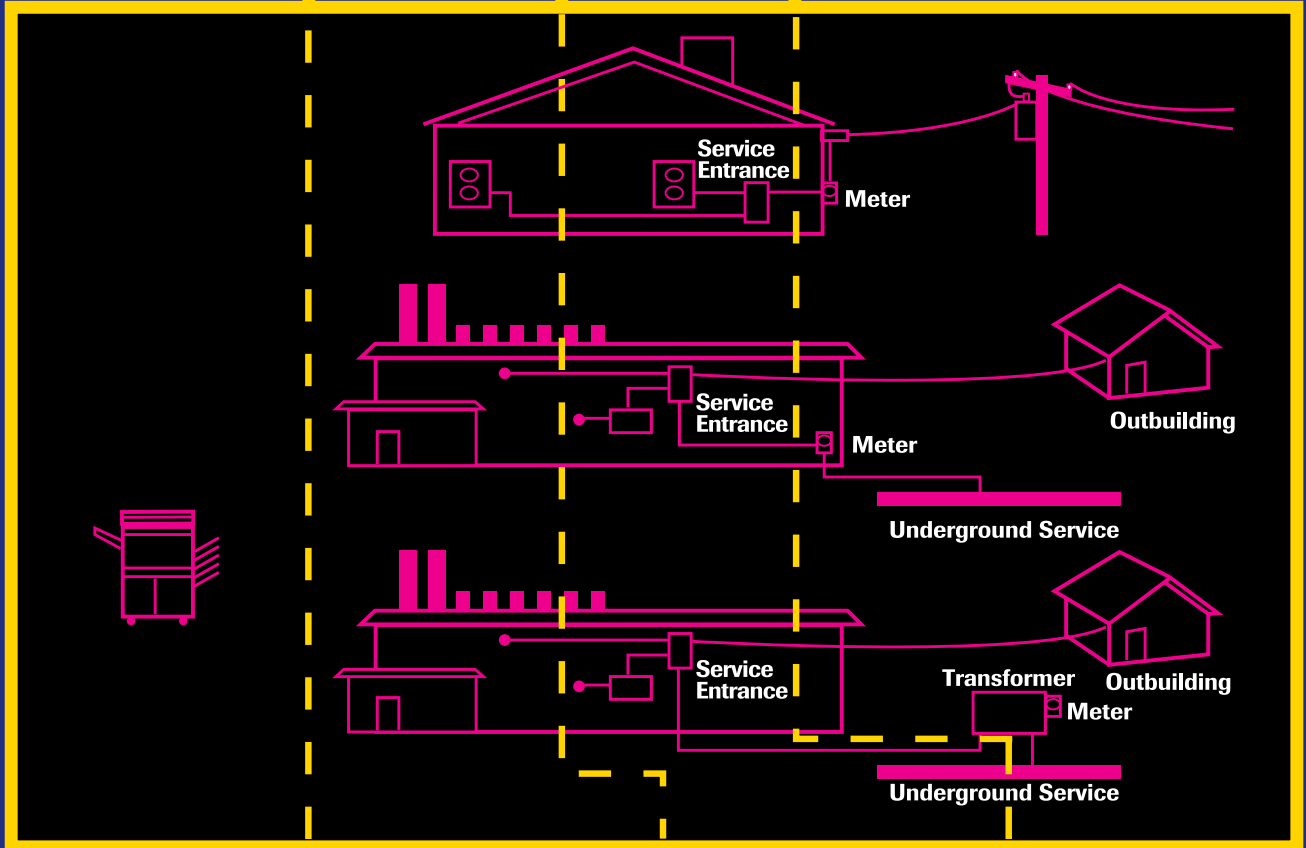 Service
Entrance
Meter
Service
Entrance
Outbuilding
Meter
Underground Service
Service
Entrance
Transformer
Outbuilding
Meter
Underground Service